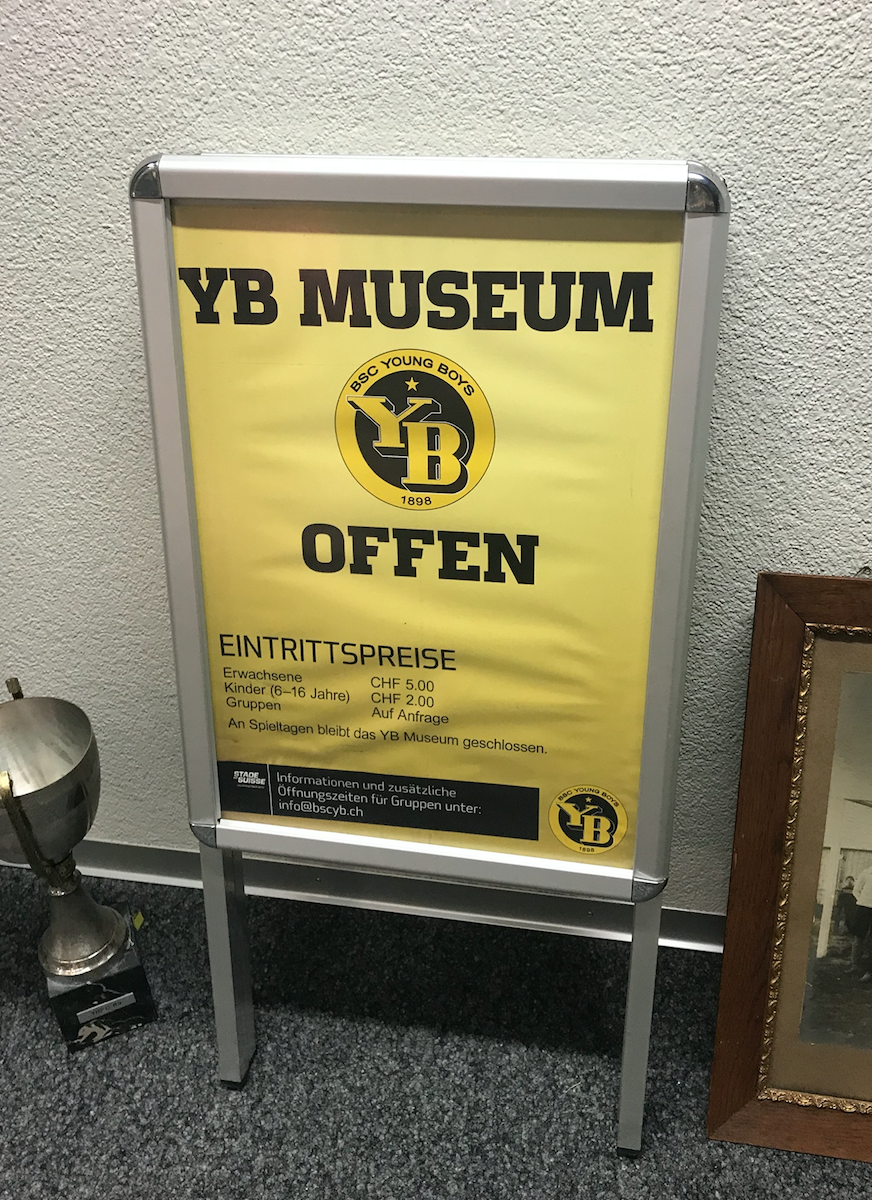 YB MUSEUM
BSC YOUNG BOYS
YB
1898
OFFEN
EINTRITTSPREISE
Erwachsene CHF 5.00
Kinder (6–16 Jahre) CHF 2.00
Gruppen Auf Anfrage
An Spieltagen bleibt das YB Museum geschlossen.
STADE DE SUISSE
Informationen und zusätzliche
Öffnungszeiten für Gruppen unter:
info@bscyb.ch
BSC YOUNG BOYS
YB
1898